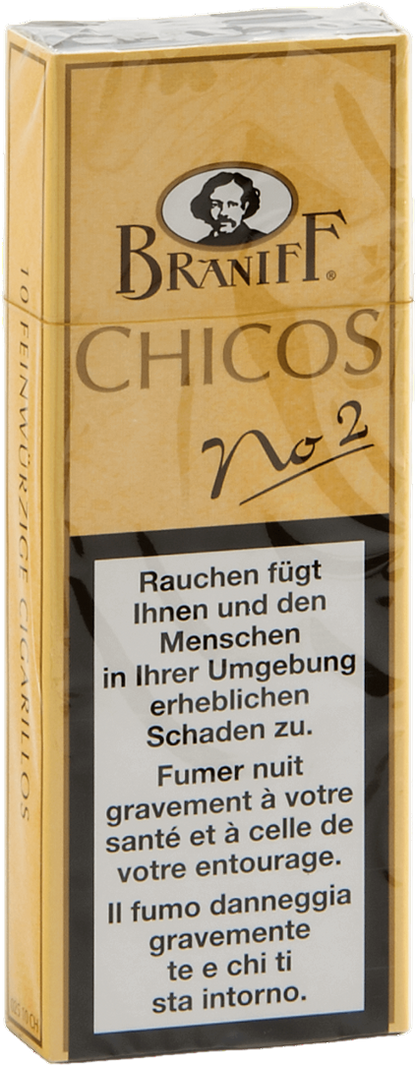 BRANIFF®
CHICOS
No 2
Rauchen fügt
Ihnen und den
Menschen
in Ihrer Umgebung
erheblichen
Schaden zu.
Fumer nuit
gravement à votre
santé et à celle de
votre entourage.
Il fumo danneggia
gravemente
te e chi ti
sta intorno.
10 FEINWÜRZIGE CIGARILLOS